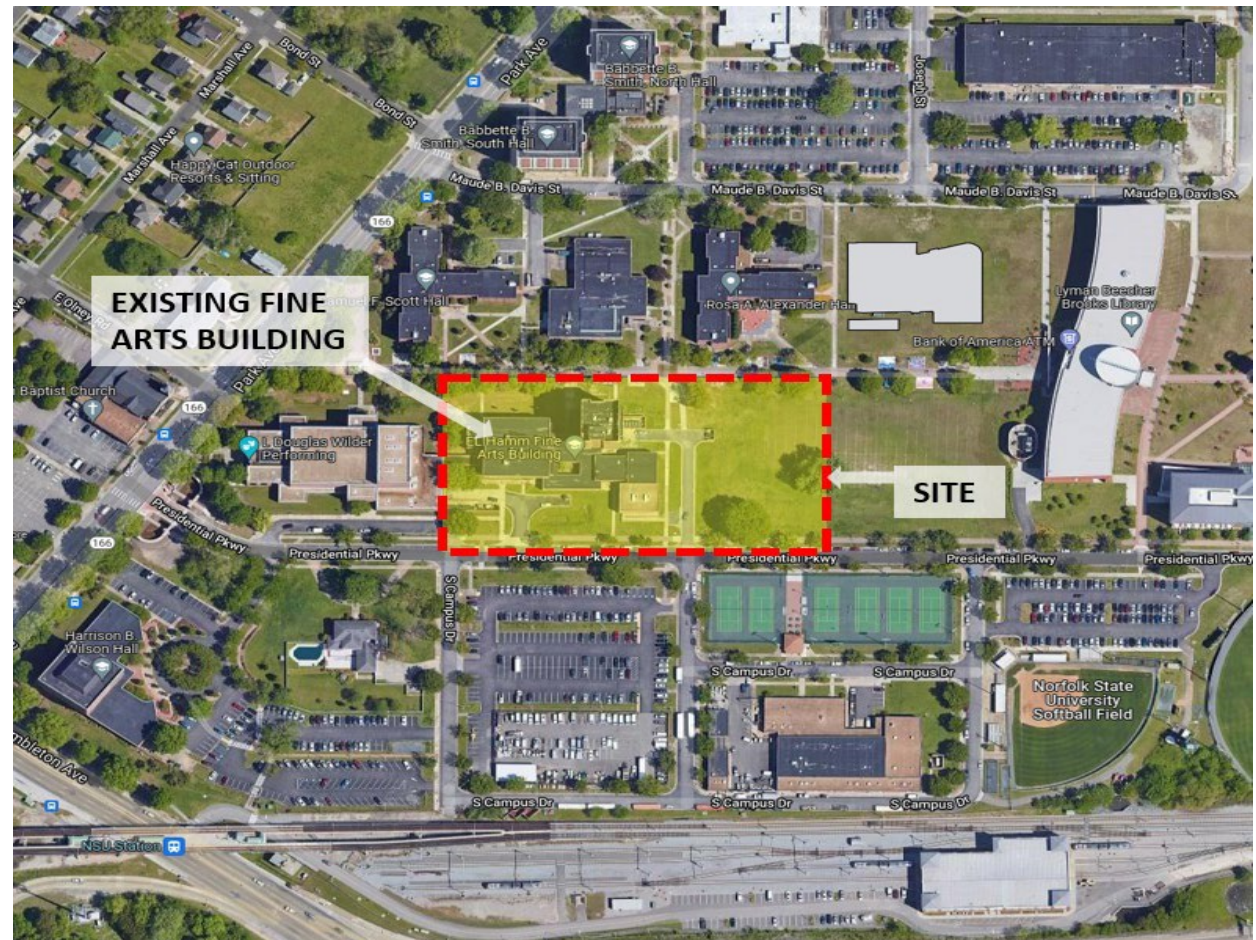 Bond St
Park Ave
Marshall Ave
Babbette B.
Smith, North Hall
Joseph St
Bond St
Babbette B.
Smith, South Hall
Happy Cat Outdoor
Resorts & Sitting
Marshall Ave
Maude B. Davis St
Maude B. Davis St
Maude B. Davis St
Maude B. Davis St
166
EXISTING FINE
ARTS BUILDING
F. Scott Hall
Rosa A. Alexander Hall
Lyman Beecher
Brooks Library
E Olney Rd
Bank of America ATM
Park Ave
Baptist Church
166
L Douglas Wilder
Performing
EL Hamm Fine
Arts Building
SITE
Presidential Pkwy
166
Presidential Pkwy
Presidential Pkwy
Presidential Pkwy
Presidential Pkwy
Presidential Pkwy
S Campus Dr
Harrison B.
Wilson Hall
S Campus Dr
S Campus Dr
Norfolk State
University
Softball Field
mbleton Ave
S Campus Dr
S Campus Dr
S Campus Dr
NSU Station